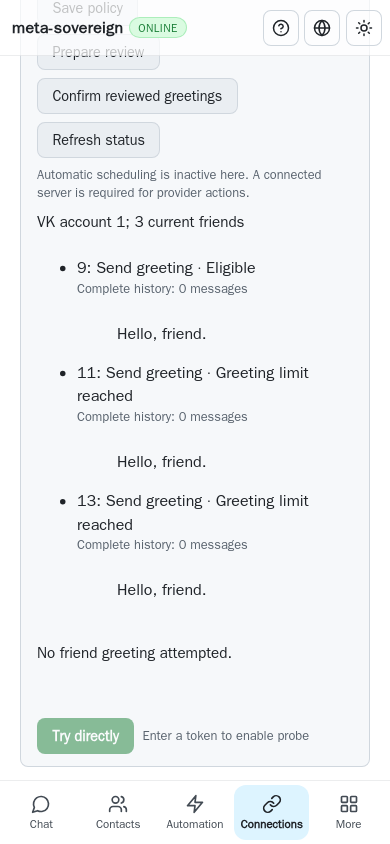 Save policy
meta-sovereign ONLINE
Prepare review
Confirm reviewed greetings
Refresh status
Automatic scheduling is inactive here. A connected
server is required for provider actions.
VK account 1; 3 current friends
9: Send greeting · Eligible
Complete history: 0 messages
Hello, friend.
11: Send greeting · Greeting limit
reached
Complete history: 0 messages
Hello, friend.
13: Send greeting · Greeting limit
reached
Complete history: 0 messages
Hello, friend.
No friend greeting attempted.
Try directly Enter a token to enable probe
Chat Contacts Automation Connections More